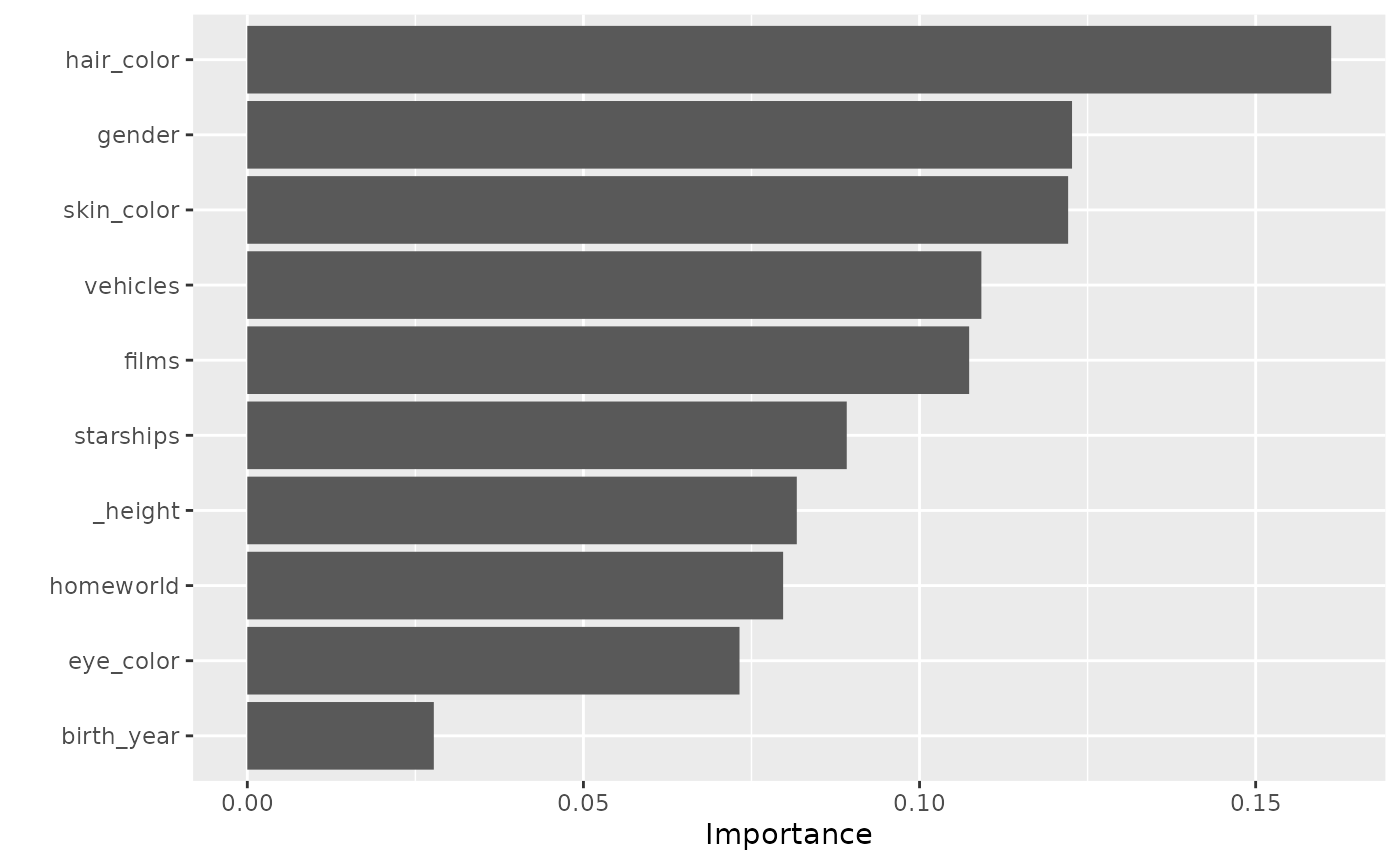 hair_color
gender
skin_color
vehicles
films
starships
_height
homeworld
eye_color
birth_year
0.00 0.05 0.10 0.15
Importance